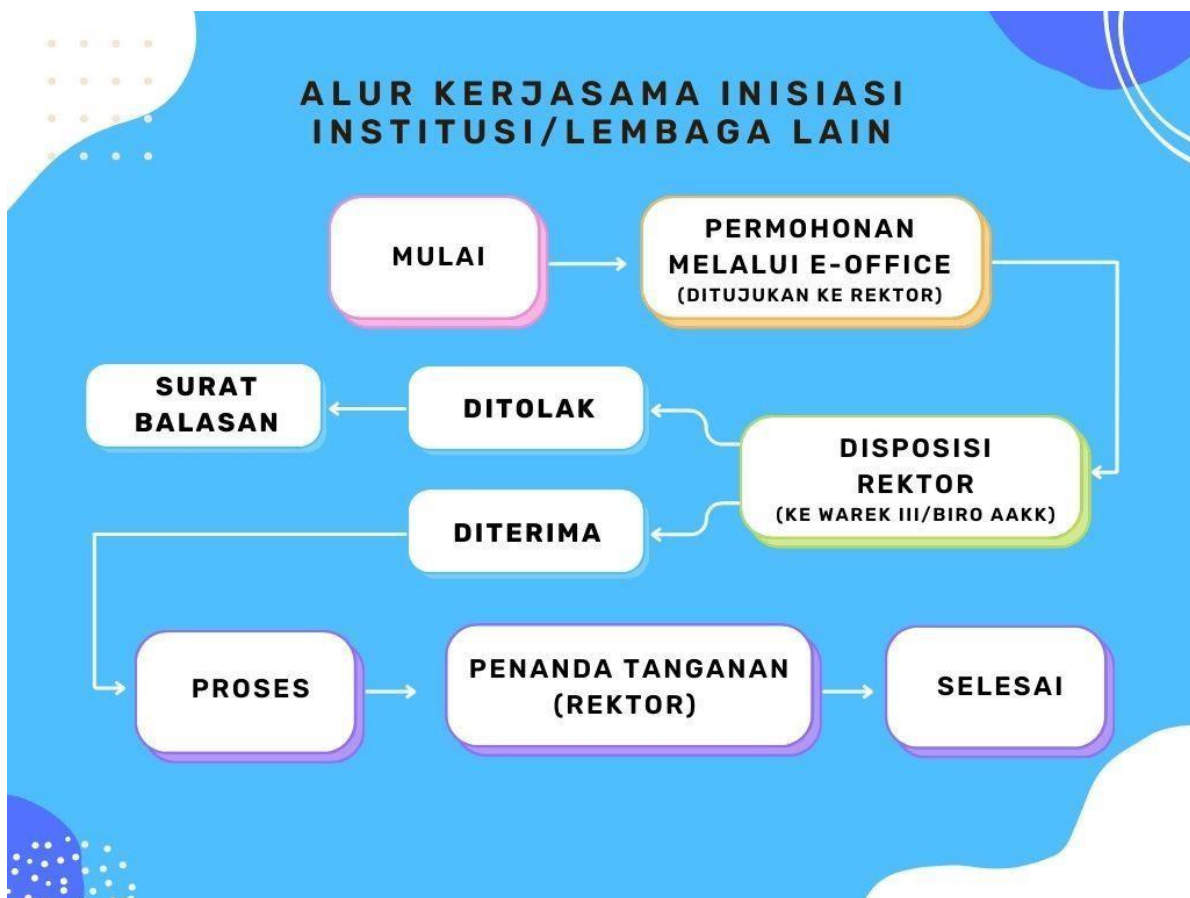 ALUR KERJASAMA INISIASI
INSTITUSI/LEMBAGA LAIN
MULAI
PERMOHONAN
MELALUI E-OFFICE
(DITUJUKAN KE REKTOR)
SURAT
BALASAN
DITOLAK
DISPOSISI
REKTOR
(KE WAREK III/BIRO AAKK)
DITERIMA
PROSES
PENANDA TANGANAN
(REKTOR)
SELESAI